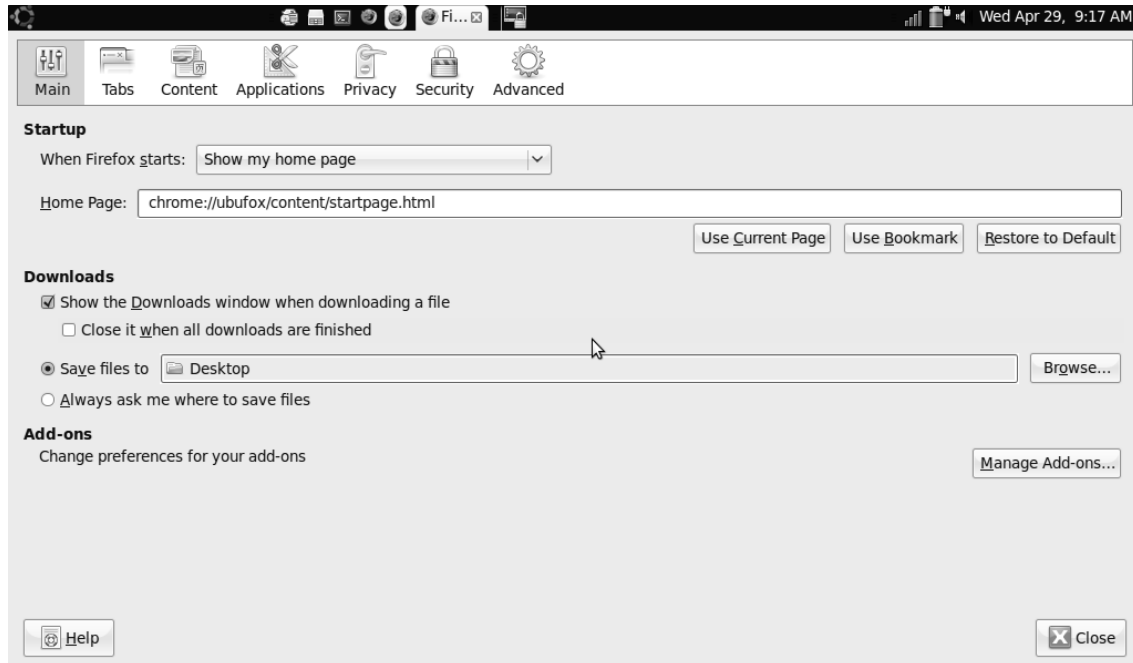 Fi...
Wed Apr 29, 9:17 AM
Main Tabs Content Applications Privacy Security Advanced
Startup
When Firefox starts: Show my home page
Home Page: chrome://ubufox/content/startpage.html
Use Current Page Use Bookmark Restore to Default
Downloads
Show the Downloads window when downloading a file
Close it when all downloads are finished
Save files to Desktop Browse...
Always ask me where to save files
Add-ons
Change preferences for your add-ons
Manage Add-ons...
Help Close